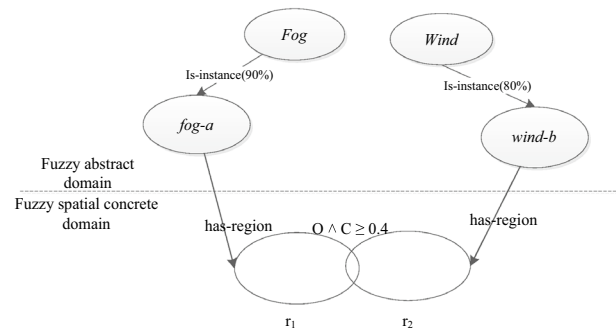 Fog
Wind
Is-instance(90%)
Is-instance(80%)
fog-a
wind-b
Fuzzy abstract
domain
Fuzzy spatial concrete
domain
has-region
O ˄ C ≥ 0.4
has-region
r1
r2